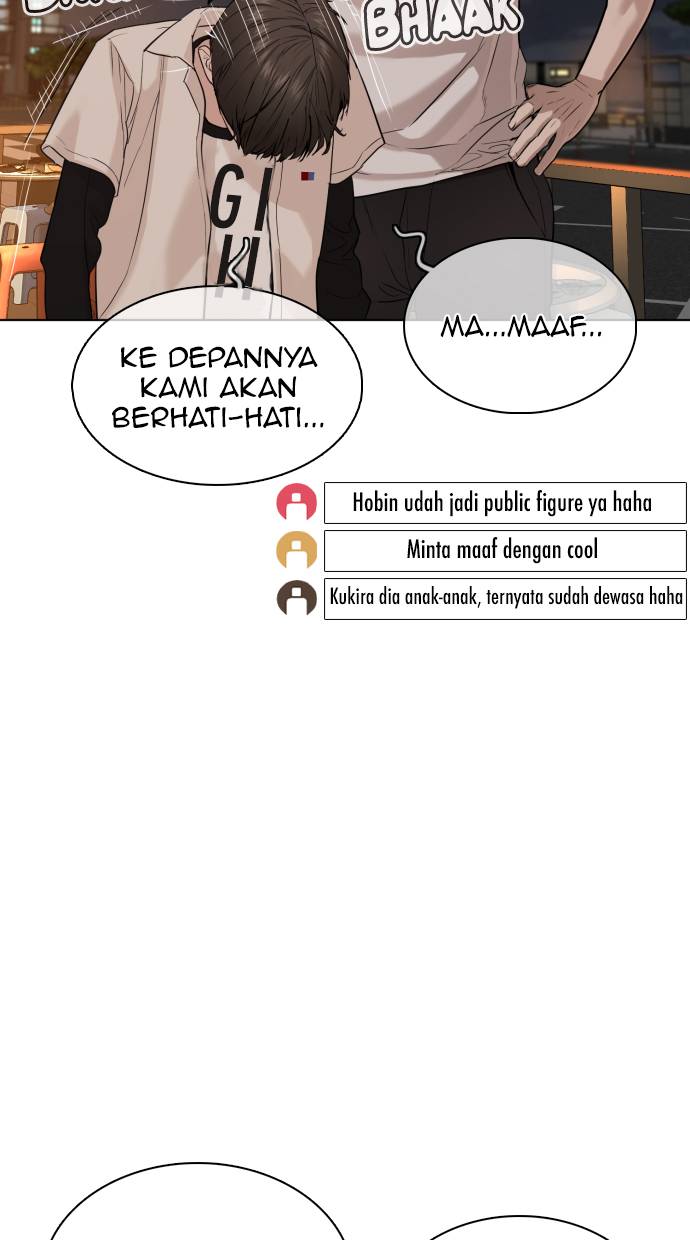 BHAAK
GI
H
MA...MAAF...
KE DEPANNYA
KAMI AKAN
BERHATI-HATI...
Hobin udah jadi public figure ya haha
Minta maaf dengan cool
Kukira dia anak-anak, ternyata sudah dewasa haha